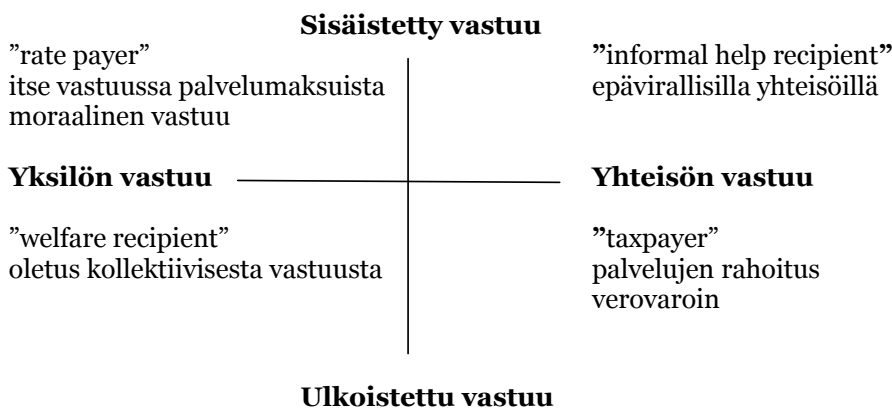 Sisäistetty vastuu
”rate payer”
itse vastuussa palvelumaksuista
moraalinen vastuu
”informal help recipient”
epävirallisilla yhteisöillä
Yksilön vastuu
Yhteisön vastuu
”welfare recipient”
oletus kollektiivisesta vastuusta
”taxpayer”
palvelujen rahoitus
verovaroin
Ulkoistettu vastuu